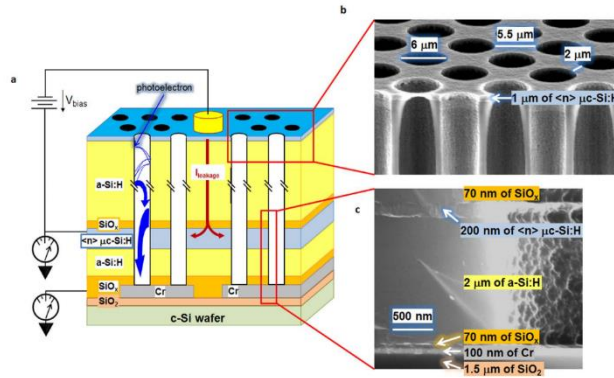 a
V bias
photoelectron
I leakage
a-Si:H
SiOx
<n> μc-Si:H
a-Si:H
SiOx
Cr
Cr
SiO2
c-Si wafer
b
6 μm
5.5 μm
2 μm
1 μm of <n> μc-Si:H
c
70 nm of SiOx
200 nm of <n> μc-Si:H
2 μm of a-Si:H
500 nm
70 nm of SiOx
100 nm of Cr
1.5 μm of SiO2